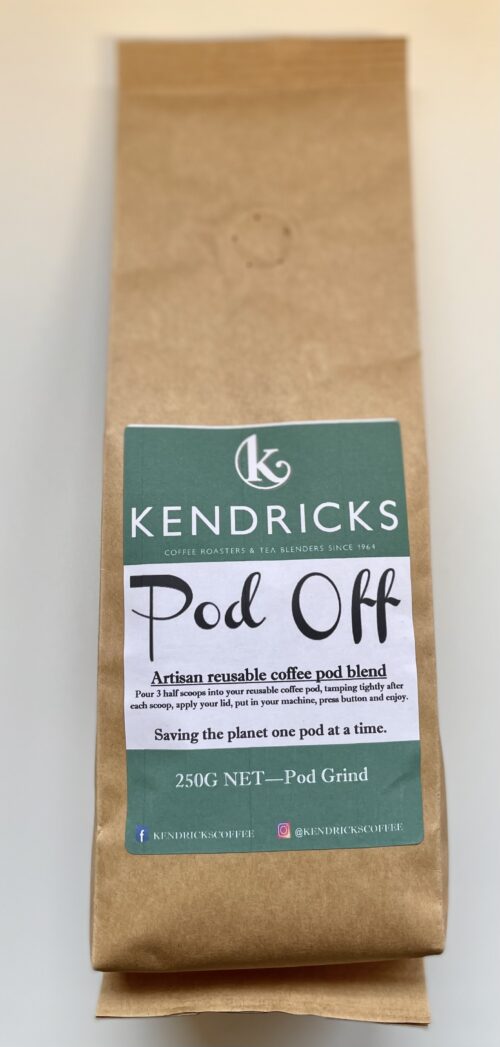 k
KENDRICKS
COFFEE ROASTERS & TEA BLENDERS SINCE 1964
Pod Off
Artisan reusable coffee pod blend
Pour 3 half scoops into your reusable coffee pod, tamping tightly after
each scoop, apply your lid, put in your machine, press button and enjoy.
Saving the planet one pod at a time.
250G NET—Pod Grind
f KENDRICKSCOFFEE @KENDRICKSCOFFEE